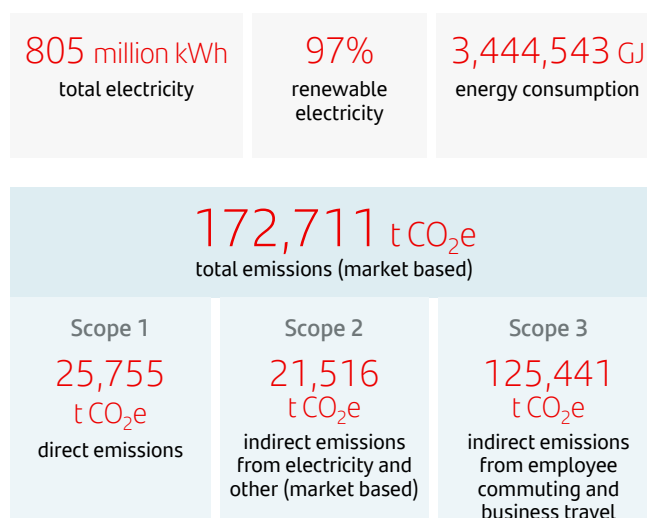 805 million kWh
total electricity
97%
renewable
electricity
3,444,543 GJ
energy consumption
172,711 t CO₂e
total emissions (market based)
Scope 1
25,755
t CO₂e
direct emissions
Scope 2
21,516
t CO₂e
indirect emissions
from electricity and
other (market based)
Scope 3
125,441
t CO₂e
indirect emissions
from employee
commuting and
business travel